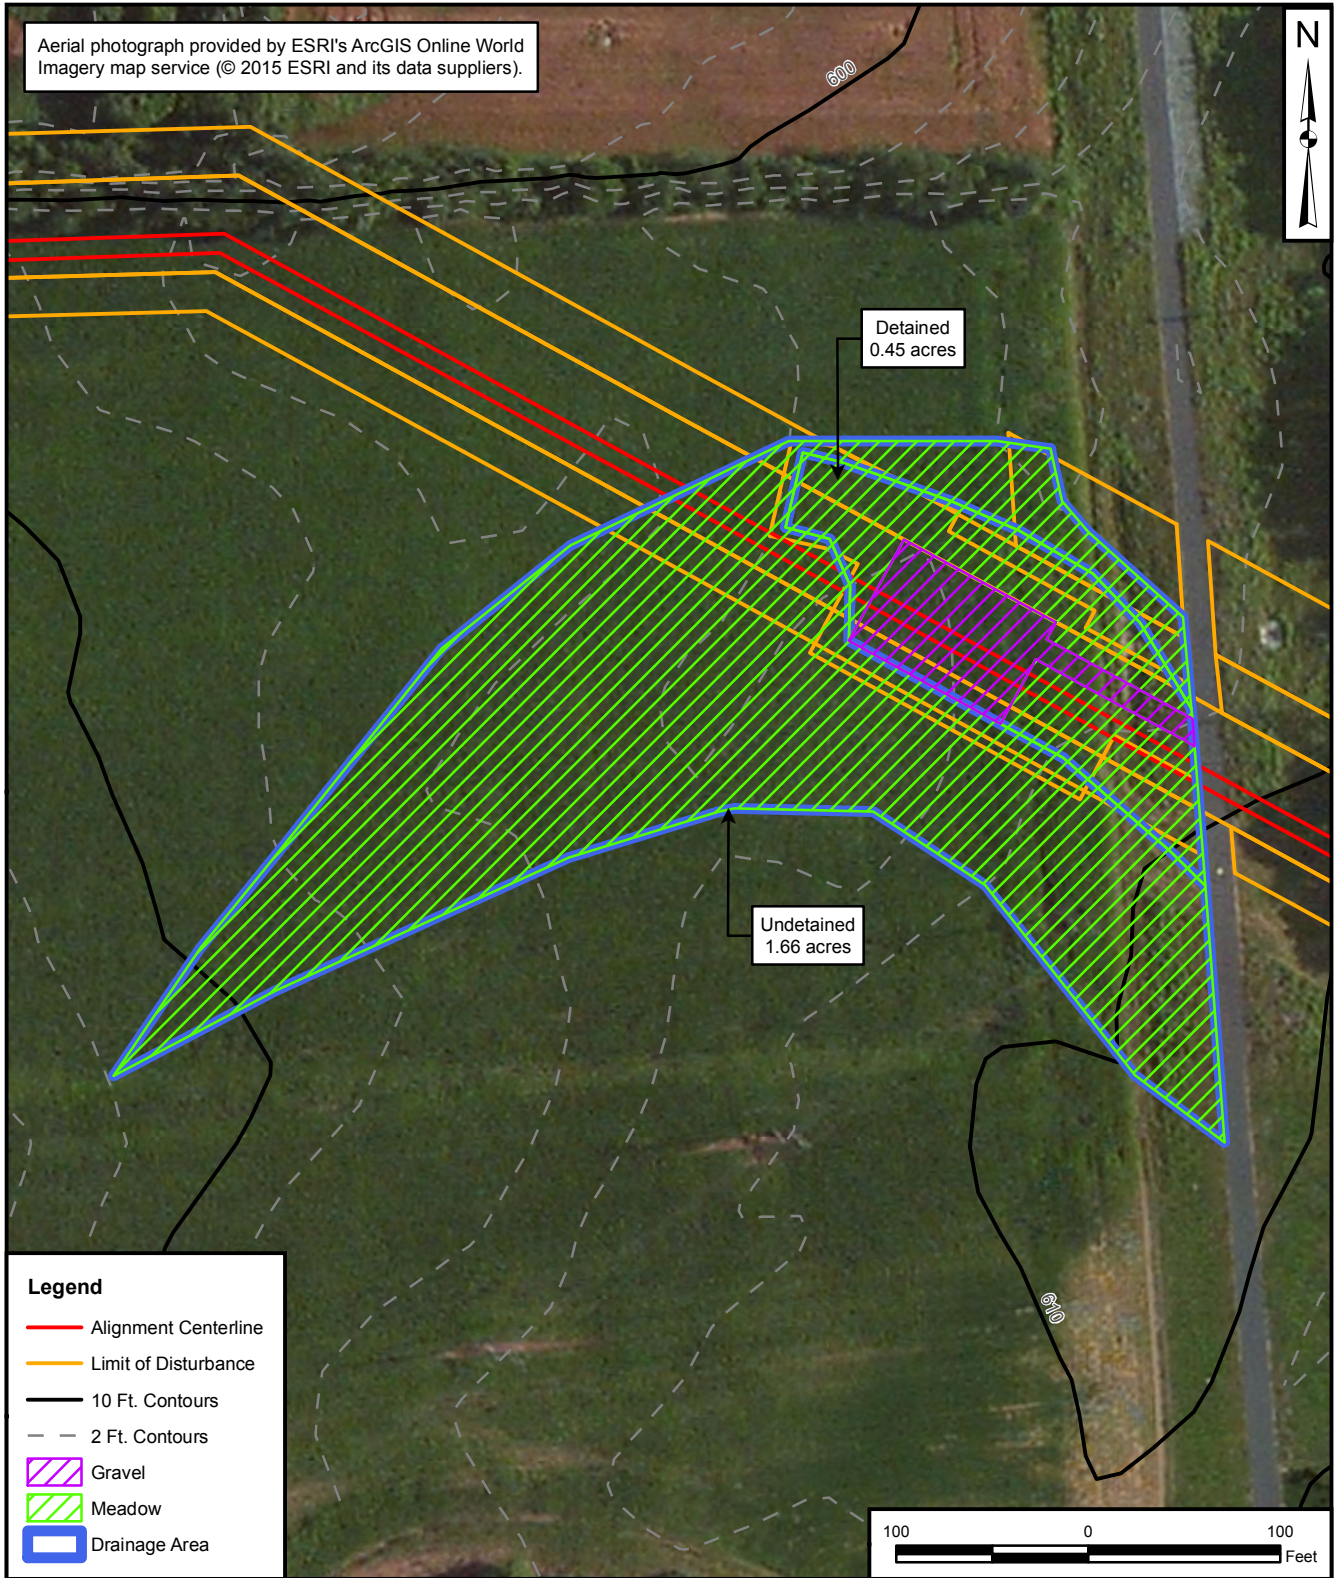 Aerial photograph provided by ESRI's ArcGIS Online World
Imagery map service (© 2015 ESRI and its data suppliers).
N
600
Detained
0.45 acres
Undetained
1.66 acres
610
Legend
Alignment Centerline
Limit of Disturbance
10 Ft. Contours
2 Ft. Contours
Gravel
Meadow
Drainage Area
100 0 100
Feet